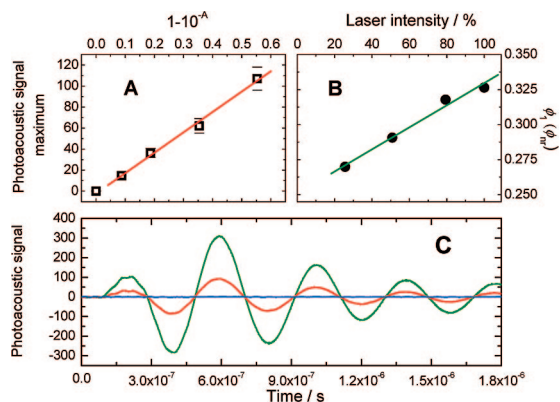 1-10-A
0.0 0.1 0.2 0.3 0.4 0.5 0.6
Laser intensity / %
0 20 40 60 80 100
Photoacoustic signal
maximum
120
100
80
60
40
20
0
A
B
0.350
0.325
0.300
0.275
0.250
ϕ1 (ϕnr)
Photoacoustic signal
400
300
200
100
0
-100
-200
-300
C
0.0 3.0x10-7 6.0x10-7 9.0x10-7 1.2x10-6 1.5x10-6 1.8x10-6
Time / s